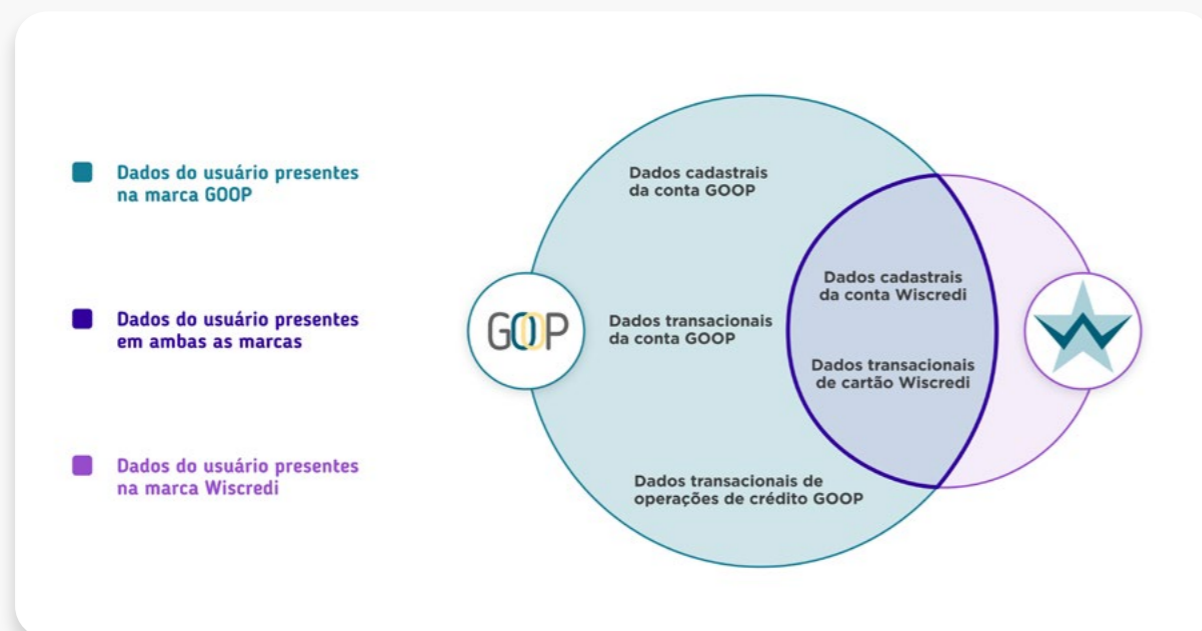 Dados do usuário presentes
na marca GOOP
Dados do usuário presentes
em ambas as marcas
Dados do usuário presentes
na marca Wiscredi
Dados cadastrais
da conta GOOP
GOOP
Dados transacionais
da conta GOOP
Dados transacionais de
operações de crédito GOOP
Dados cadastrais
da conta Wiscredi
Dados transacionais
de cartão Wiscredi